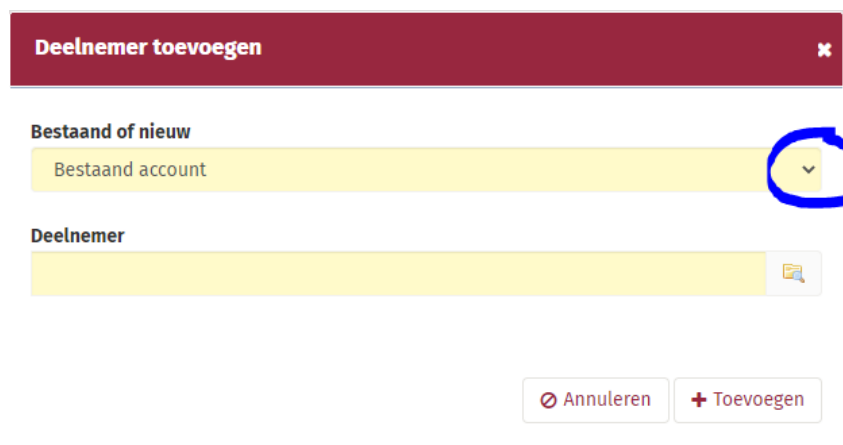 Deelnemer toevoegen
Bestaand of nieuw
Bestaand account
Deelnemer
Annuleren
Toevoegen